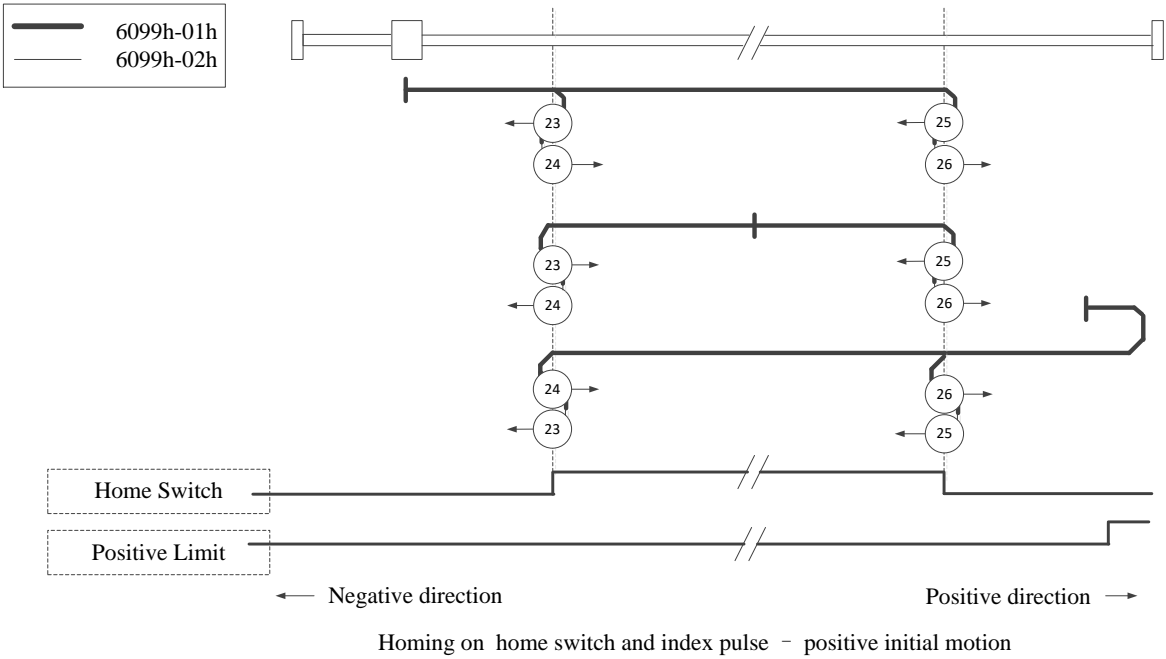 6099h-01h
6099h-02h
23
25
24
26
23
25
24
26
24
26
23
25
Home Switch
Positive Limit
Negative direction
Positive direction
Homing on home switch and index pulse - positive initial motion